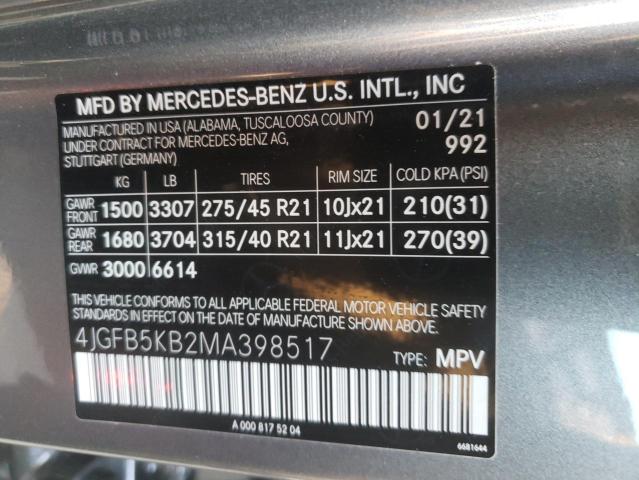 MFD BY MERCEDES-BENZ U.S. INTL., INC
MANUFACTURED IN USA (ALABAMA, TUSCALOOSA COUNTY) 01/21
UNDER CONTRACT FOR MERCEDES-BENZ AG, 992
STUTTGART (GERMANY)
KG LB TIRES RIM SIZE COLD KPA (PSI)
GAWR FRONT 1500 3307 275/45 R21 10Jx21 210(31)
GAWR REAR 1680 3704 315/40 R21 11Jx21 270(39)
GVWR 3000 6614
THIS VEHICLE CONFORMS TO ALL APPLICABLE FEDERAL MOTOR VEHICLE SAFETY
STANDARDS IN EFFECT ON THE DATE OF MANUFACTURE SHOWN ABOVE.
4JGFB5KB2MA398517 TYPE: MPV
A 000 817 52 04
6681644